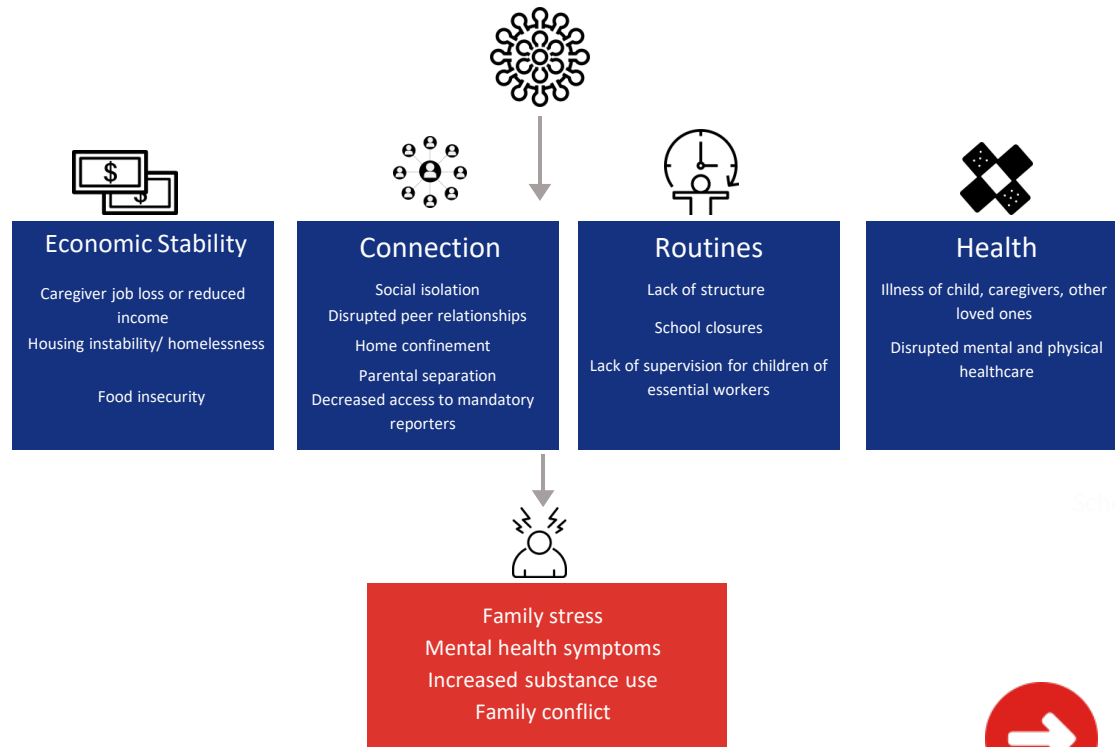 $
$
Economic Stability
Caregiver job loss or reduced
income
Housing instability/ homelessness
Food insecurity
Connection
Social isolation
Disrupted peer relationships
Home confinement
Parental separation
Decreased access to mandatory
reporters
Routines
Lack of structure
School closures
Lack of supervision for children of
essential workers
Health
Illness of child, caregivers, other
loved ones
Disrupted mental and physical
healthcare
Family stress
Mental health symptoms
Increased substance use
Family conflict